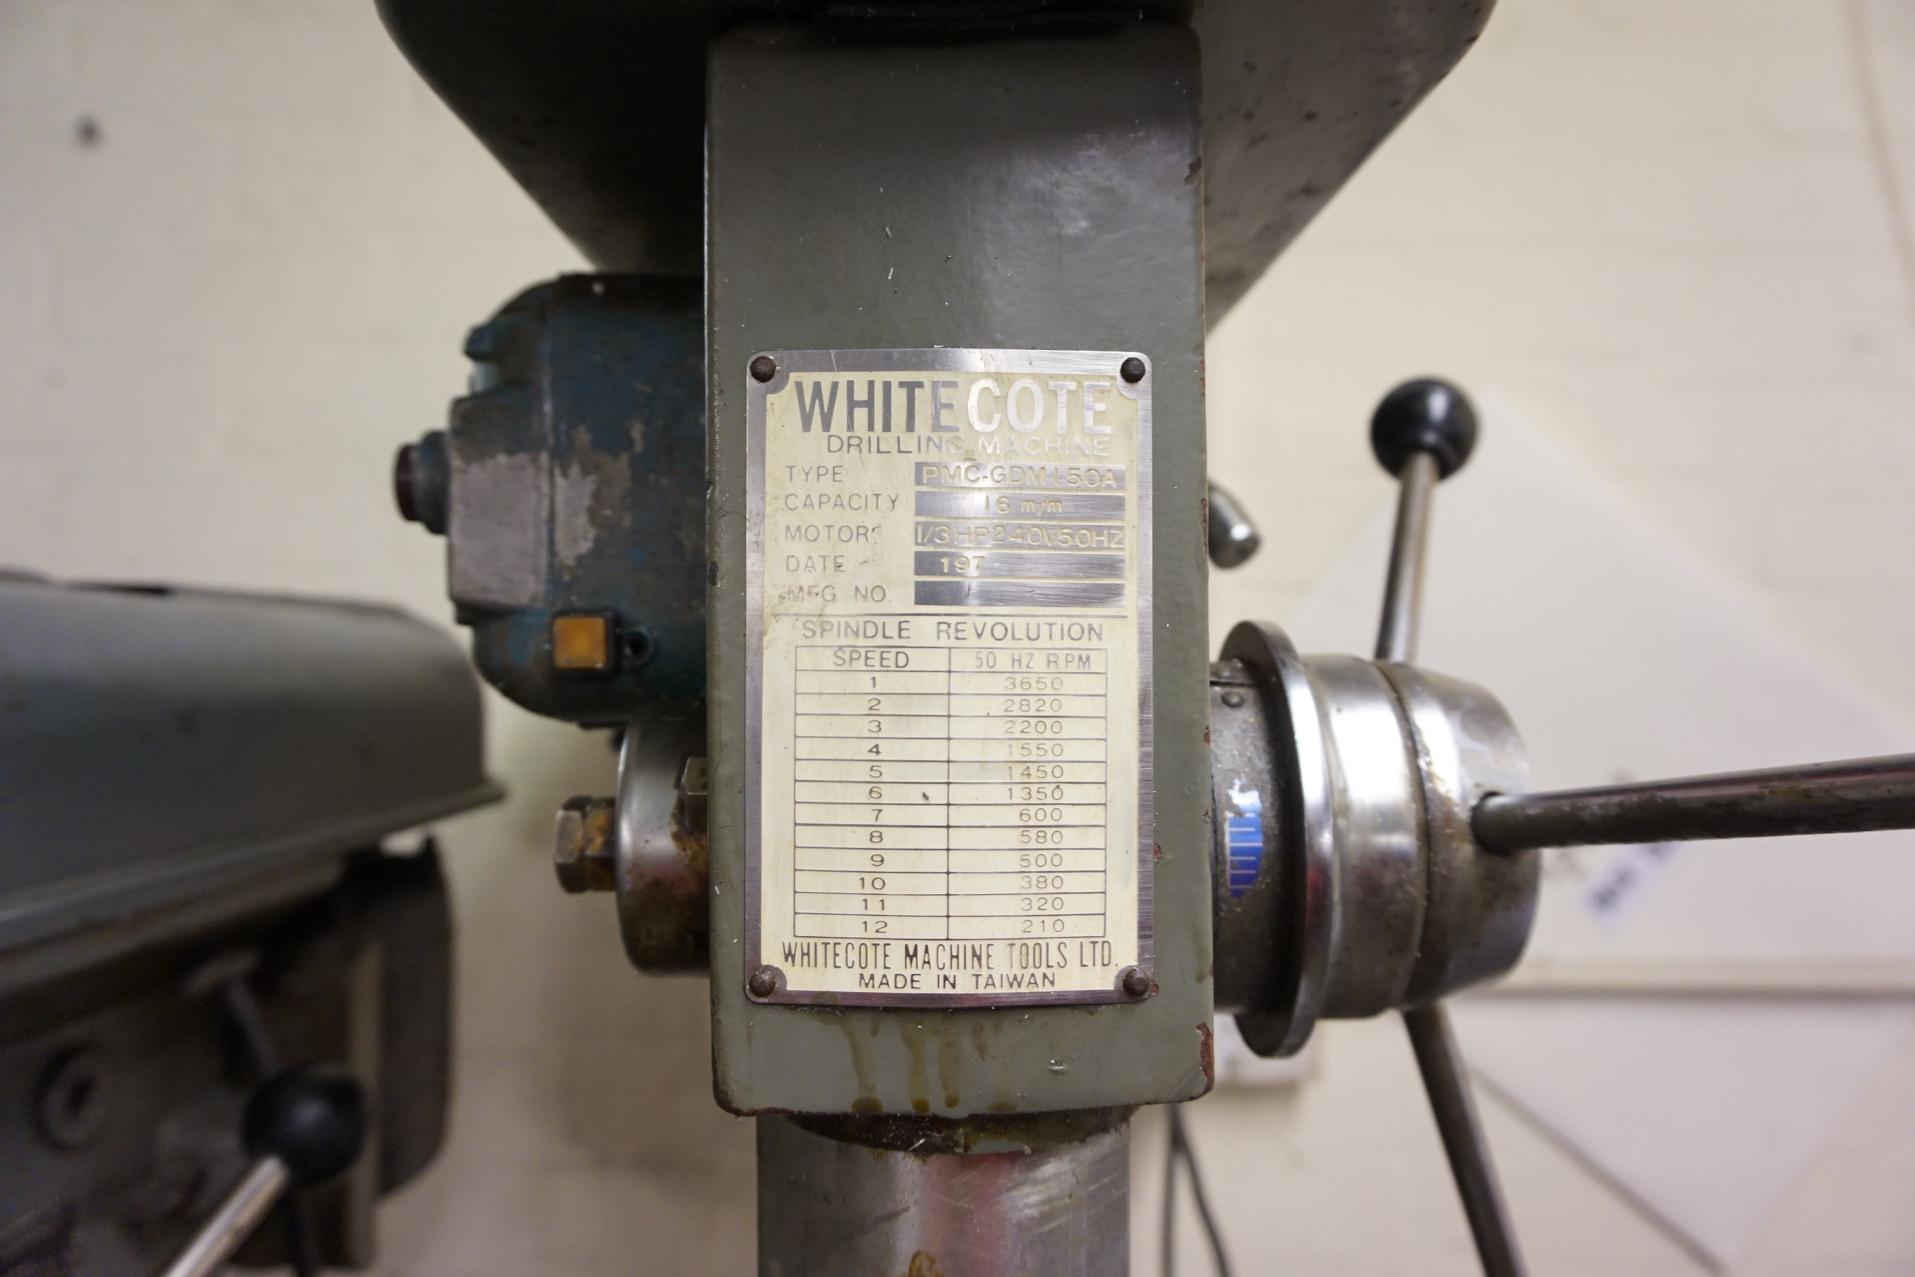 WHITECOTE
DRILLING MACHINE
TYPE PMC-GDM150A
CAPACITY 16 m/m
MOTORS 1/3HP240V50HZ
DATE 197
MFG NO.
SPINDLE REVOLUTION
SPEED 50 HZ RPM
1 3650
2 2820
3 2200
4 1550
5 1450
6 1350
7 600
8 580
9 500
10 380
11 320
12 210
WHITECOTE MACHINE TOOLS LTD.
MADE IN TAIWAN